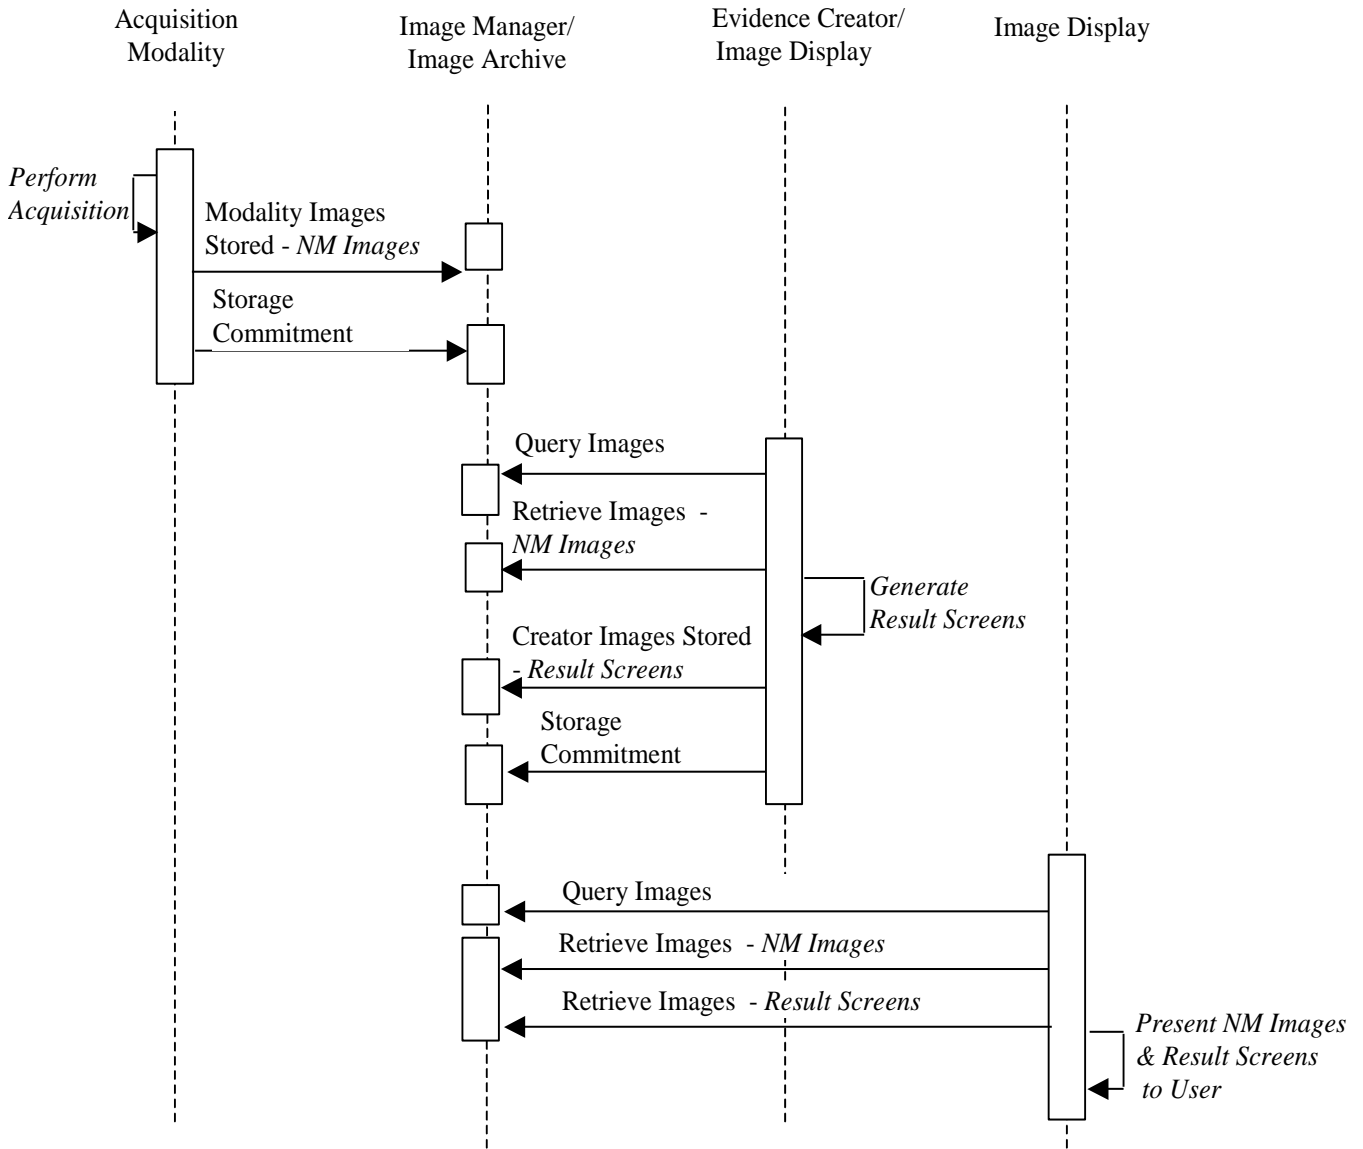 Acquisition
Modality
Image Manager/
Image Archive
Evidence Creator/
Image Display
Image Display
Perform
Acquisition
Modality Images
Stored - NM Images
Storage
Commitment
Query Images
Retrieve Images  -
NM Images
Generate
Result Screens
Creator Images Stored
- Result Screens
Storage
Commitment
Query Images
Retrieve Images  - NM Images
Retrieve Images  - Result Screens
Present NM Images
& Result Screens
to User